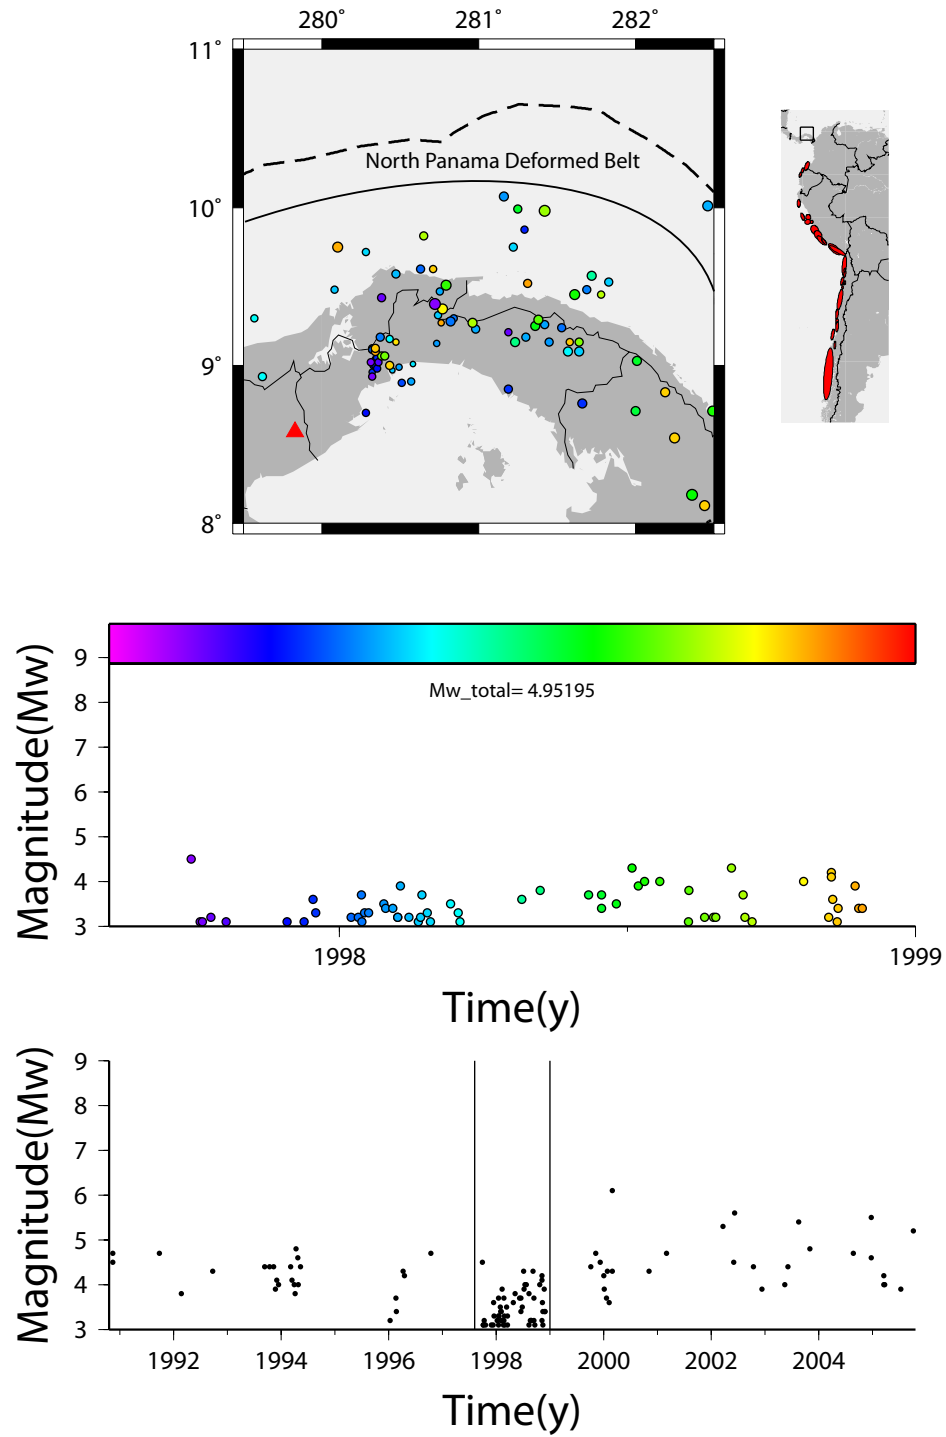 280° 281° 282°
11°
North Panama Deformed Belt
10°
9°
8°
9
Mw_total= 4.95195
8
7
6
5
4
3
Magnitude(Mw)
1998 1999
Time(y)
9
8
7
6
5
4
3
Magnitude(Mw)
1992 1994 1996 1998 2000 2002 2004
Time(y)